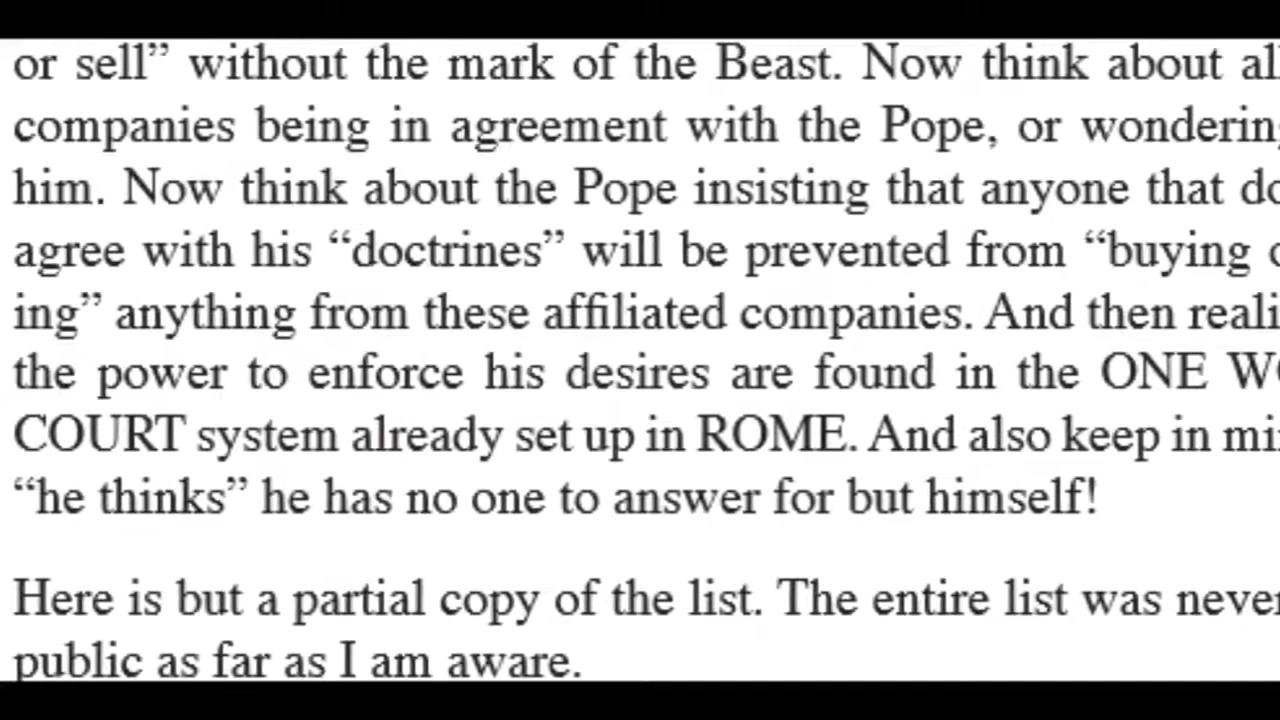 or sell” without the mark of the Beast. Now think about al
companies being in agreement with the Pope, or wondering
him. Now think about the Pope insisting that anyone that do
agree with his “doctrines” will be prevented from “buying
ing” anything from these affiliated companies. And then reali
the power to enforce his desires are found in the ONE WO
COURT system already set up in ROME. And also keep in mi
“he thinks” he has no one to answer for but himself!
Here is but a partial copy of the list. The entire list was never
public as far as I am aware.